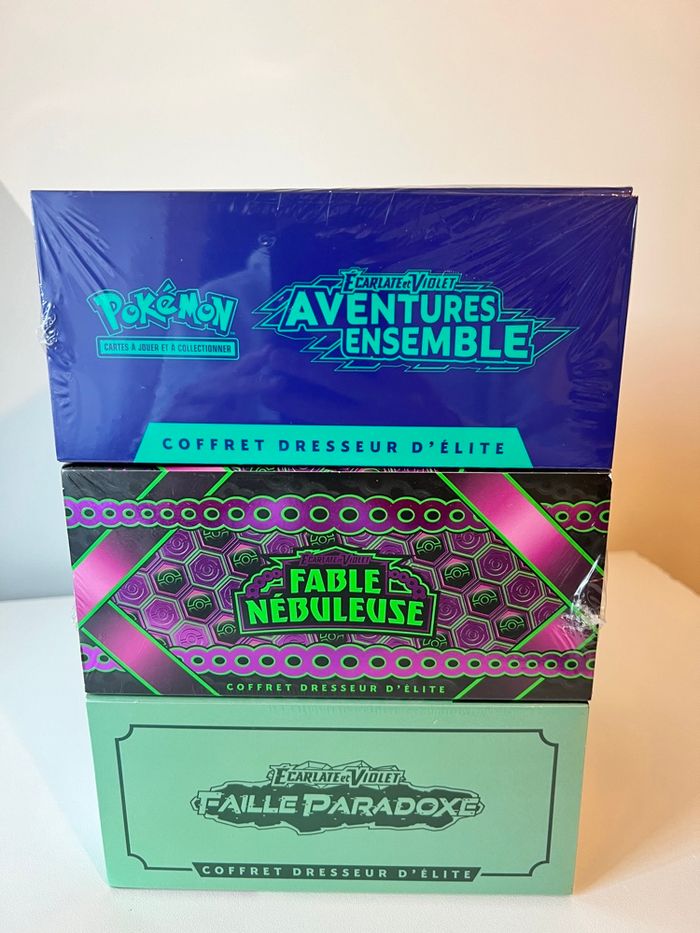 POKÉMON
CARTES À JOUER ET À COLLECTIONNER
ÉCARLATE et VIOLET
AVENTURES
ENSEMBLE
COFFRET DRESSEUR D'ÉLITE
ÉCARLATE et VIOLET
FABLE
NÉBULEUSE
COFFRET DRESSEUR D'ÉLITE
ÉCARLATE et VIOLET
FAILLE PARADOXE
COFFRET DRESSEUR D'ÉLITE